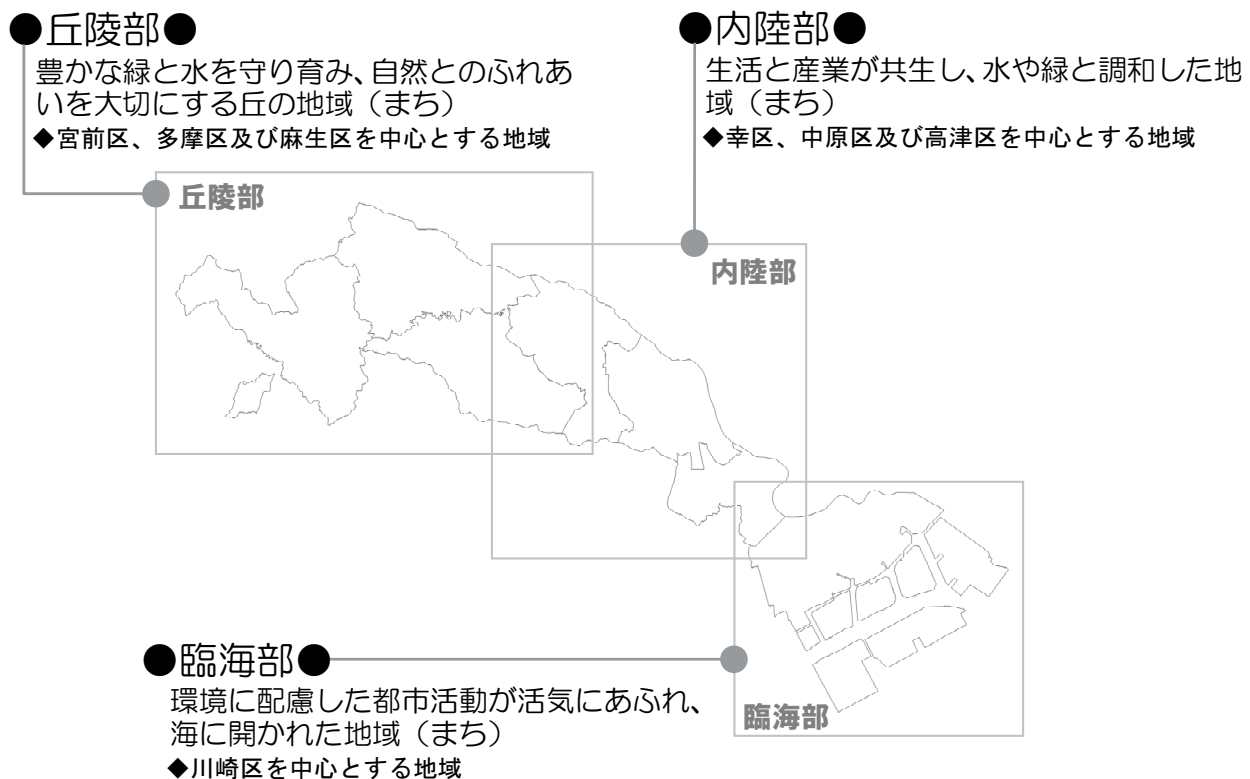 ●丘陵部●
豊かな緑と水を守り育み、自然とのふれあ
いを大切にする丘の地域（まち）
◆宮前区、多摩区及び麻生区を中心とする地域
●内陸部●
生活と産業が共生し、水や緑と調和した地
域（まち）
◆幸区、中原区及び高津区を中心とする地域
丘陵部
内陸部
●臨海部●
環境に配慮した都市活動が活気にあふれ、
海に開かれた地域（まち）
◆川崎区を中心とする地域
臨海部